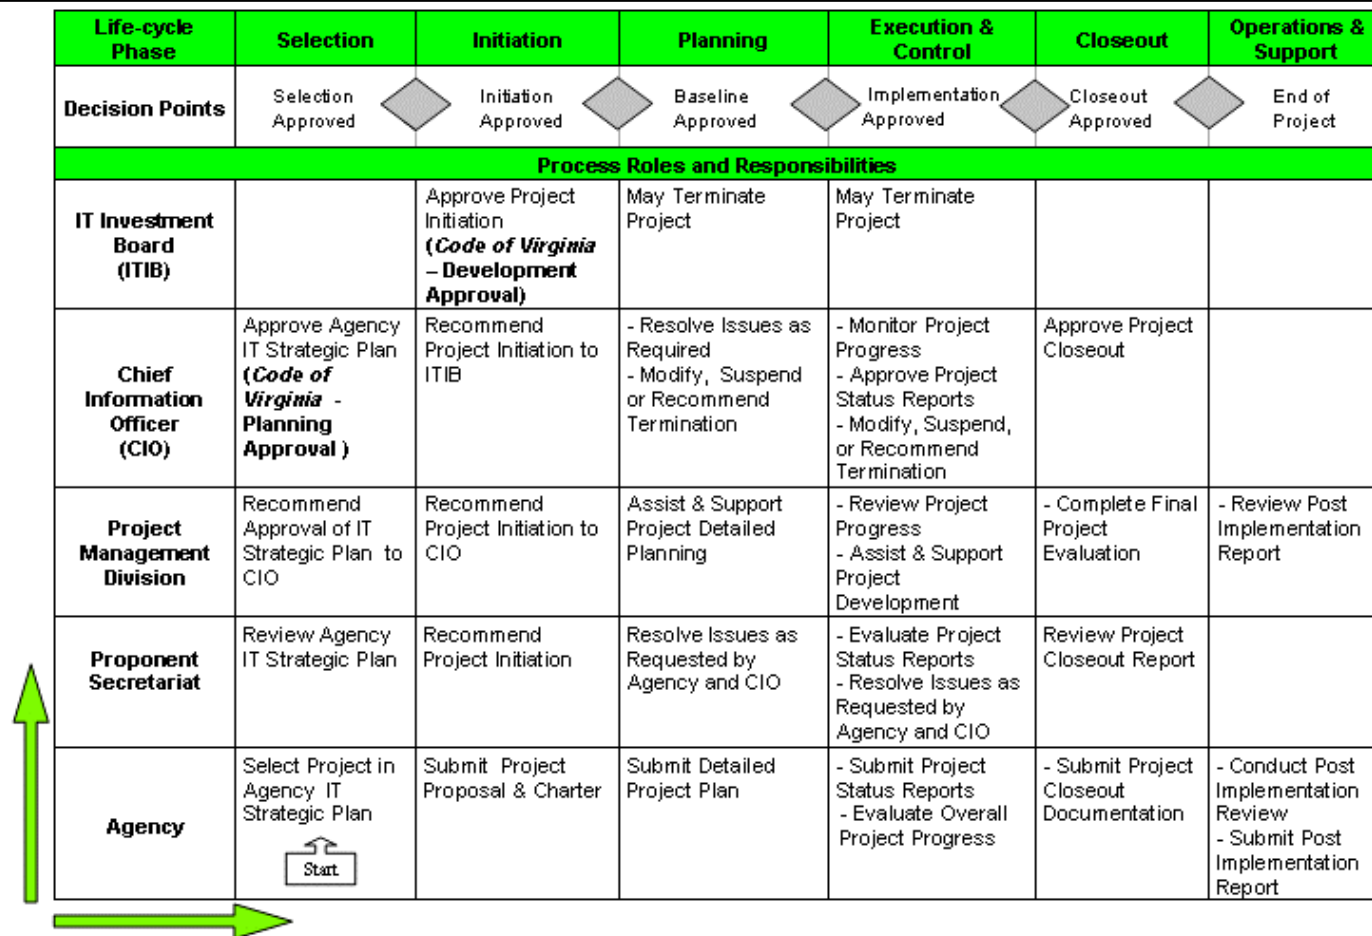 Life-cycle
Phase
Selection
Initiation
Planning
Execution &
Control
Closeout
Operations &
Support
Decision Points
Selection
Approved
Initiation
Approved
Baseline
Approved
Implementation
Approved
Closeout
Approved
End of
Project
Process Roles and Responsibilities
IT Investment
Board
(ITIB)
Approve Project
Initiation
(Code of Virginia
– Development
Approval)
May Terminate
Project
May Terminate
Project
Chief
Information
Officer
(CIO)
Approve Agency
IT Strategic Plan
(Code of
Virginia -
Planning
Approval )
Recommend
Project Initiation to
ITIB
- Resolve Issues as
Required
- Modify, Suspend
or Recommend
Termination
- Monitor Project
Progress
- Approve Project
Status Reports
- Modify, Suspend,
or Recommend
Termination
Approve Project
Closeout
Project
Management
Division
Recommend
Approval of IT
Strategic Plan to
CIO
Recommend
Project Initiation to
CIO
Assist & Support
Project Detailed
Planning
- Review Project
Progress
- Assist & Support
Project
Development
- Complete Final
Project
Evaluation
- Review Post
Implementation
Report
Proponent
Secretariat
Review Agency
IT Strategic Plan
Recommend
Project Initiation
Resolve Issues as
Requested by
Agency and CIO
- Evaluate Project
Status Reports
- Resolve Issues as
Requested by
Agency and CIO
Review Project
Closeout Report
Agency
Select Project in
Agency IT
Strategic Plan
Start
Submit Project
Proposal & Charter
Submit Detailed
Project Plan
- Submit Project
Status Reports
- Evaluate Overall
Project Progress
- Submit Project
Closeout
Documentation
- Conduct Post
Implementation
Review
- Submit Post
Implementation
Report